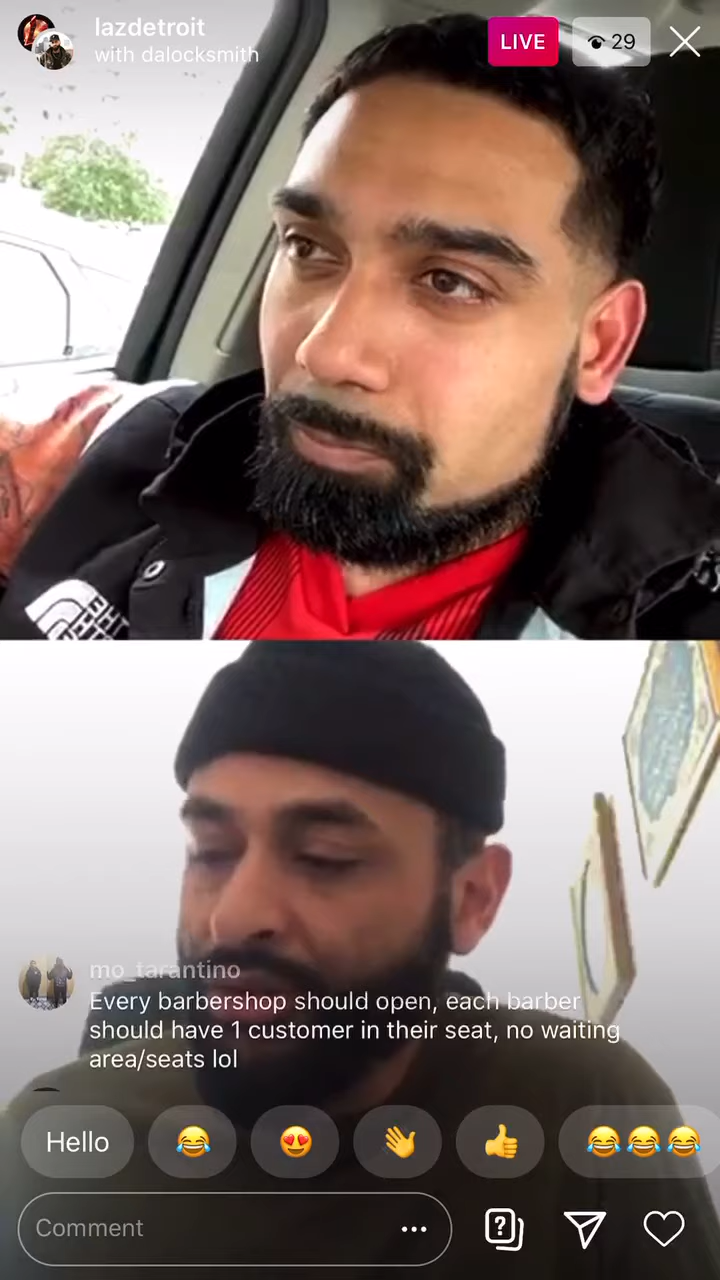 lazdetroit
with dalocksmith
LIVE
29
mo_tarantino
Every barbershop should open, each barber
should have 1 customer in their seat, no waiting
area/seats lol
Hello
Comment